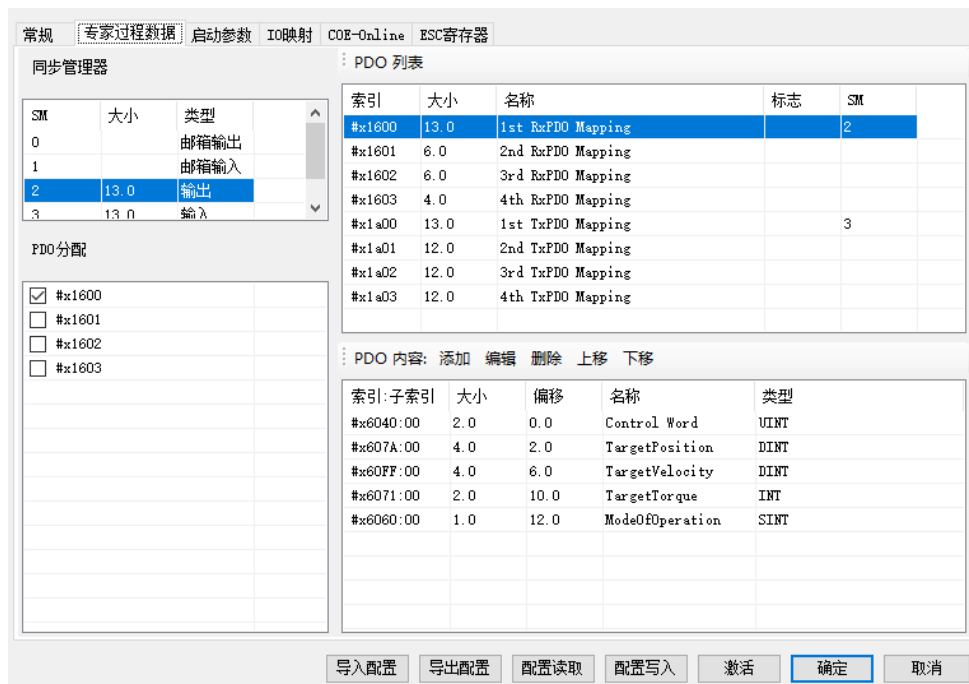 常规 专家过程数据 启动参数 IO映射 COE-Online ESC寄存器
同步管理器
SM 大小 类型
0 邮箱输出
1 邮箱输入
2 13.0 输出
3 13.0 输入
PDO分配
#x1600
#x1601
#x1602
#x1603
PDO 列表
索引 大小 名称 标志 SM
#x1600 13.0 1st RxPDO Mapping 2
#x1601 6.0 2nd RxPDO Mapping
#x1602 6.0 3rd RxPDO Mapping
#x1603 4.0 4th RxPDO Mapping
#x1a00 13.0 1st TxPDO Mapping 3
#x1a01 12.0 2nd TxPDO Mapping
#x1a02 12.0 3rd TxPDO Mapping
#x1a03 12.0 4th TxPDO Mapping
PDO 内容: 添加 编辑 删除 上移 下移
索引:子索引 大小 偏移 名称 类型
#x6040:00 2.0 0.0 Control Word UINT
#x607A:00 4.0 2.0 TargetPosition DINT
#x60FF:00 4.0 6.0 TargetVelocity DINT
#x6071:00 2.0 10.0 TargetTorque INT
#x6060:00 1.0 12.0 ModeOfOperation SINT
导入配置 导出配置 配置读取 配置写入 激活 确定 取消